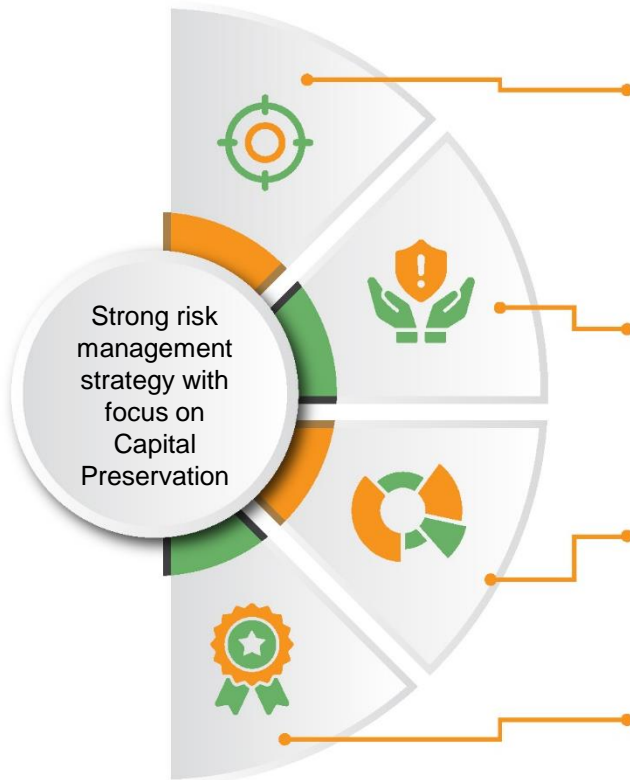 Strong risk
management
strategy with
focus on
Capital
Preservation